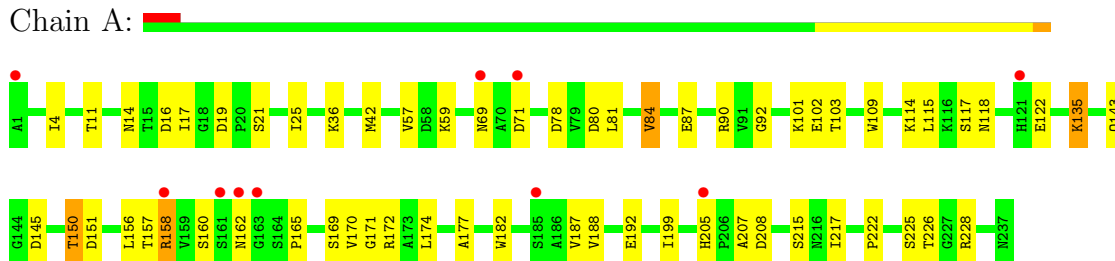 Chain A:
A1 I4 T11 N14 T15 D16 I17 G18 D19 P20 S21 I25 K36 M42 V57 D58 K59 N69 A70 D71 D78 V79 D80 L81 V84 E87 R90 V91 G92 K101 E102 T103 W109 K114 L115 K116 S117 N118 H121 E122 K135
G144 D145 T150 D151 L156 T157 R158 V159 S160 S161 N162 G163 S164 P165 S169 V170 G171 R172 A173 L174 A177 W182 S185 A186 V187 V188 E192 I199 H205 P206 A207 D208 S215 N216 I217 P222 S225 T226 G227 R228 N237